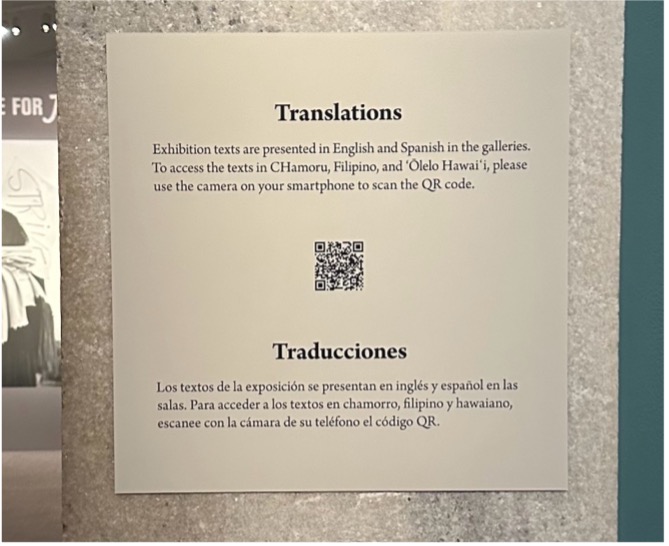 E FOR J
STRI
Translations
Exhibition texts are presented in English and Spanish in the galleries.
To access the texts in CHamoru, Filipino, and ʻŌlelo Hawaiʻi, please
use the camera on your smartphone to scan the QR code.
Traducciones
Los textos de la exposición se presentan en inglés y español en las
salas. Para acceder a los textos en chamorro, filipino y hawaiano,
escanee con la cámara de su teléfono el código QR.